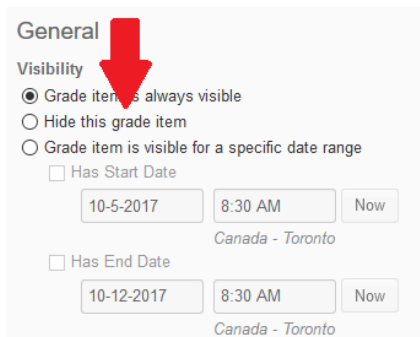 General
Visibility
Grade item is always visible
Hide this grade item
Grade item is visible for a specific date range
Has Start Date
10-5-2017 8:30 AM Now
Canada - Toronto
Has End Date
10-12-2017 8:30 AM Now
Canada - Toronto